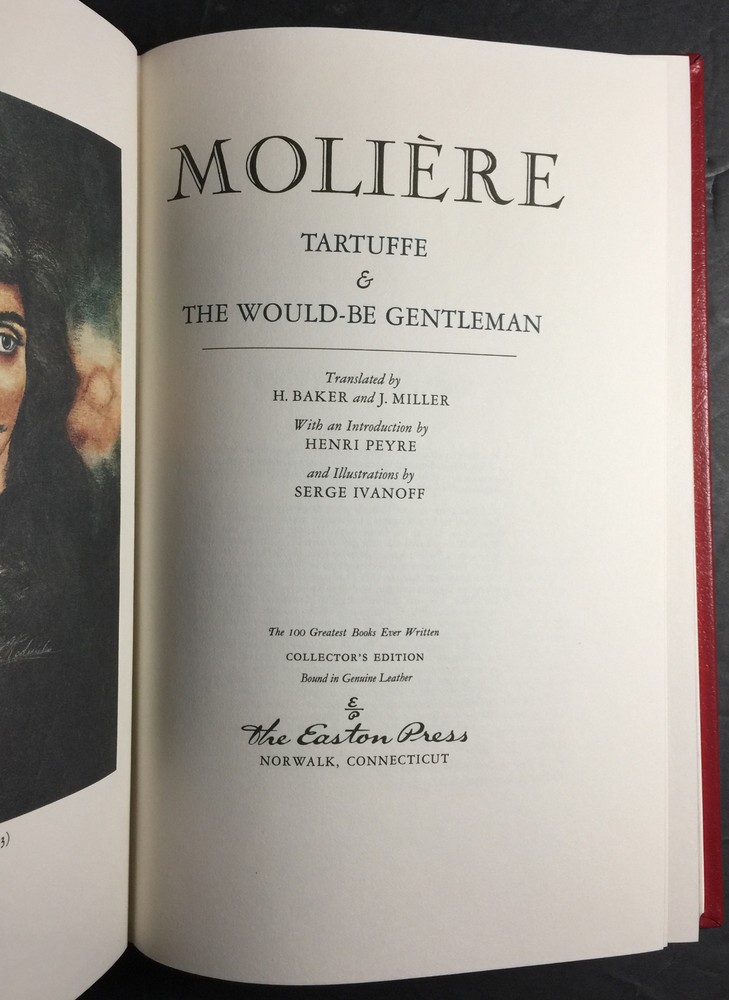 3)
MOLIÈRE
TARTUFFE
&
THE WOULD-BE GENTLEMAN
Translated by
H. BAKER and J. MILLER
With an Introduction by
HENRI PEYRE
and Illustrations by
SERGE IVANOFF
The 100 Greatest Books Ever Written
COLLECTOR'S EDITION
Bound in Genuine Leather
E
P
The Easton Press
NORWALK, CONNECTICUT